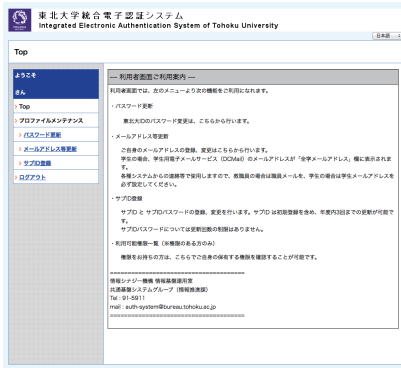 東北大学統合電子認証システム
Integrated Electronic Authentication System of Tohoku University
日本語
Top
ようこそ
さん
Top
プロファイルメンテナンス
パスワード更新
メールアドレス等更新
サブID登録
ログアウト
--- 利用者画面ご利用案内 ---
利用者画面では、左のメニューより次の機能をご利用になれます。
・パスワード更新
東北大IDのパスワード変更は、こちらから行います。
・メールアドレス等更新
ご自身のメールアドレスの登録、変更はこちらから行います。
学生の場合、学生用電子メールサービス（DCMail）のメールアドレスが「全学メールアドレス」欄に表示されま
す。
各種システムからの連絡等で使用しますので、教職員の場合は職員メールを、学生の場合は学生メールアドレスを
必ず設定してください。
・サブID登録
サブID と サブIDパスワードの登録、変更を行います。サブID は初期登録を含め、年度内3回までの更新が可能で
す。
サブIDパスワードについては更新回数の制限はありません。
・利用可能権限一覧（※権限のある方のみ）
権限をお持ちの方は、こちらでご自身の保有する権限を確認することが可能です。
======================================
情報シナジー機構 情報基盤運用室
共通基盤システムグループ（情報推進課）
Tel : 91-5911
mail : auth-system@bureau.tohoku.ac.jp
======================================